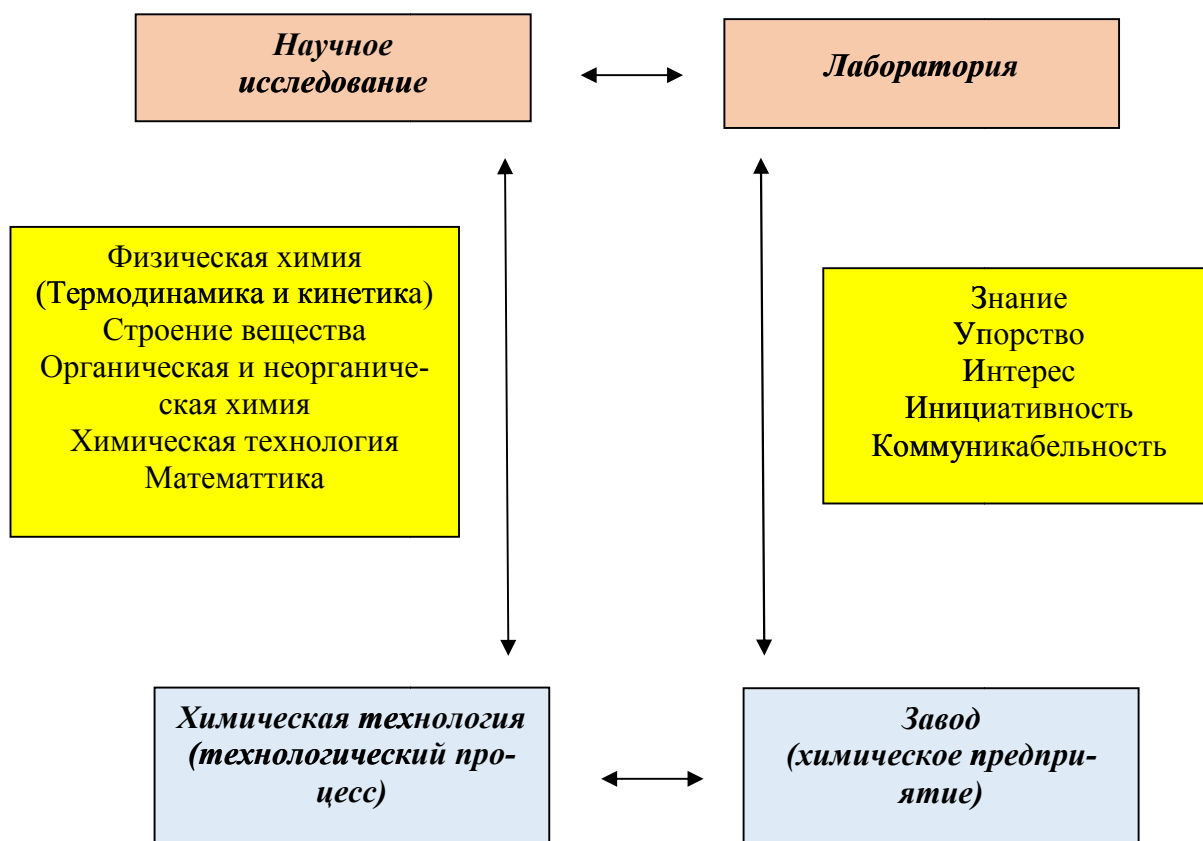 Научное
исследование
Лаборатория
Физическая химия
(Термодинамика и кинетика)
Строение вещества
Органическая и неорганиче-
ская химия
Химическая технология
Математтика
Знание
Упорство
Интерес
Инициативность
Коммуникабельность
Химическая технология
(технологический про-
цесс)
Завод
(химическое предпри-
ятие)